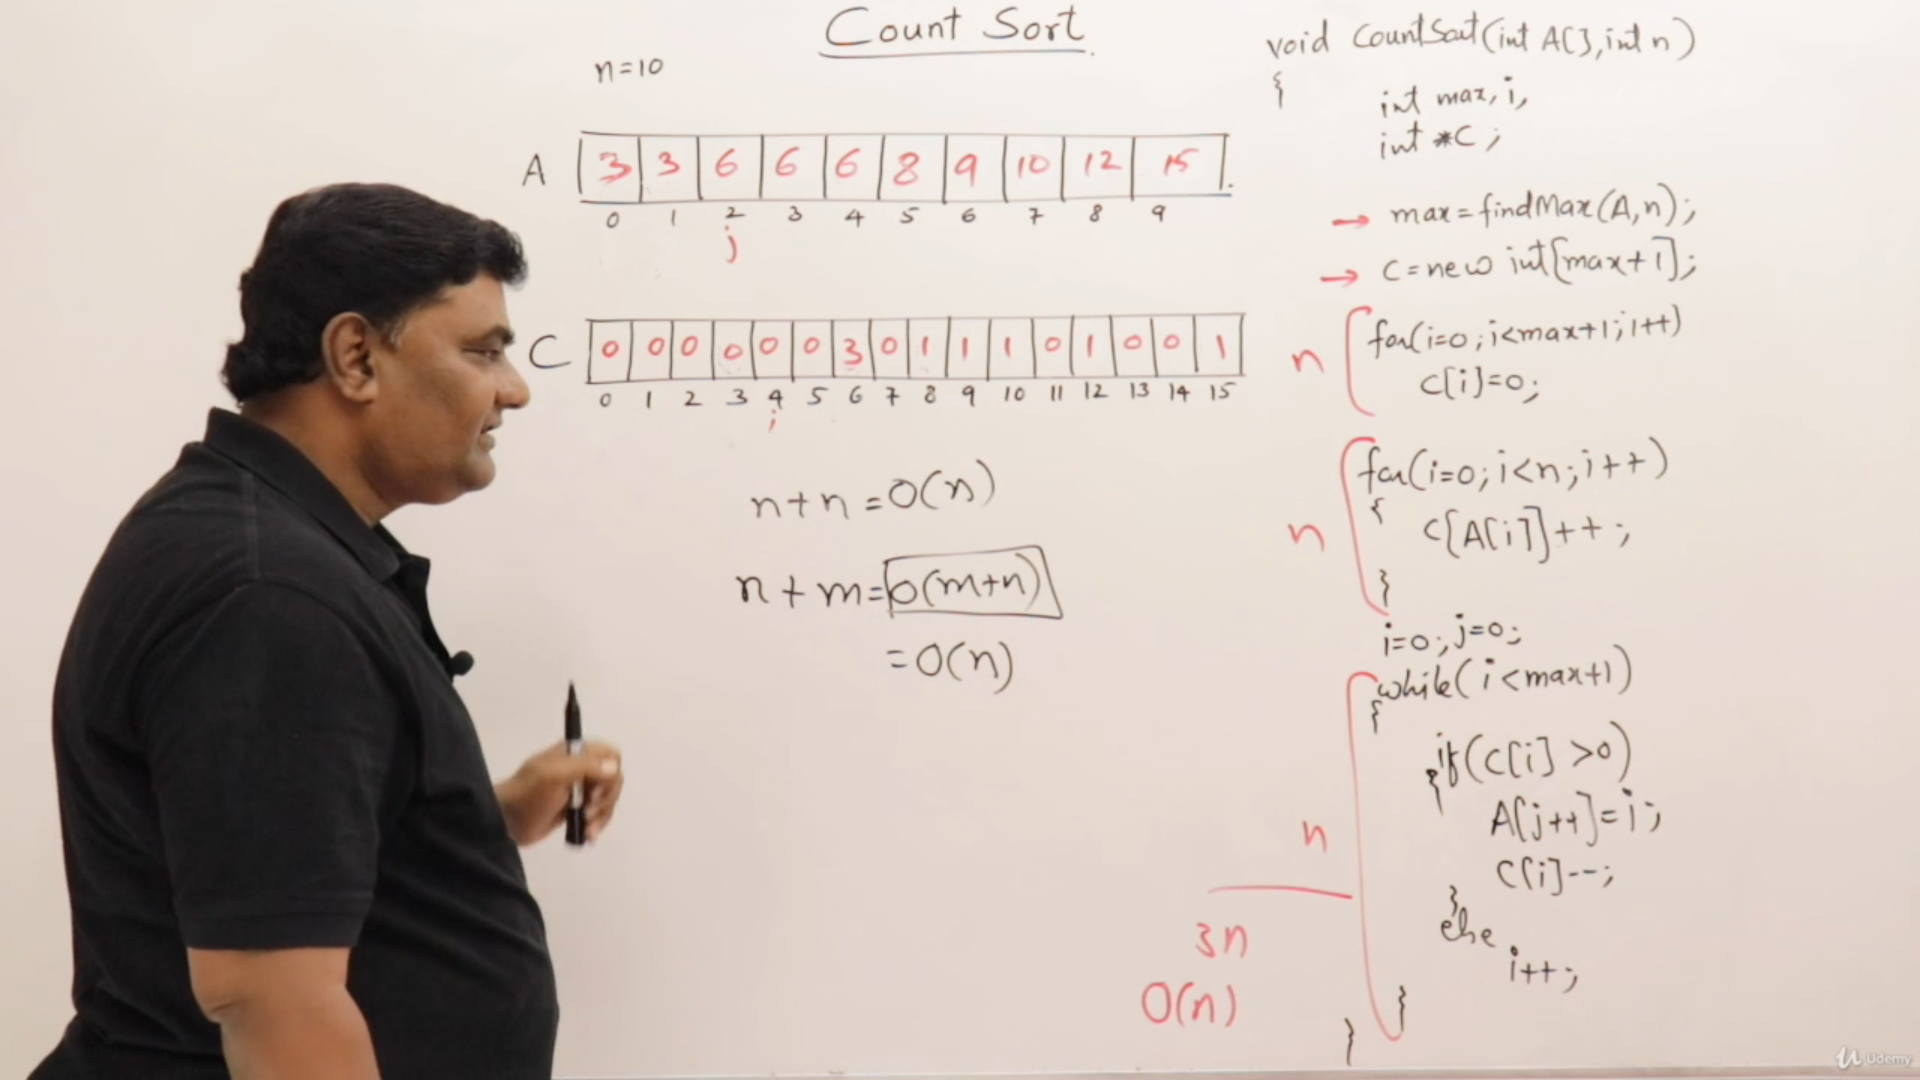 Count Sort
n=10
A 3 3 6 6 6 8 9 10 12 15
0 1 2 3 4 5 6 7 8 9
j
C 0 0 0 0 0 0 3 0 1 1 1 0 1 0 0 1
0 1 2 3 4 5 6 7 8 9 10 11 12 13 14 15
i
n+n=O(n)
n+m=O(m+n)
=O(n)
void CountSort(int A[],int n)
{
int max,i,
int *C;
→ max=findMax(A,n);
→ C=new int[max+1];
n for(i=0;i<max+1;i++)
C[i]=0;
for(i=0;i<n;i++)
{
n C[A[i]]++;
}
i=0;j=0;
while(i<max+1)
{
if(C[i]>0)
{
n A[j++]=i;
C[i]--;
}
else
i++;
}
}
3n
O(n)
Udemy